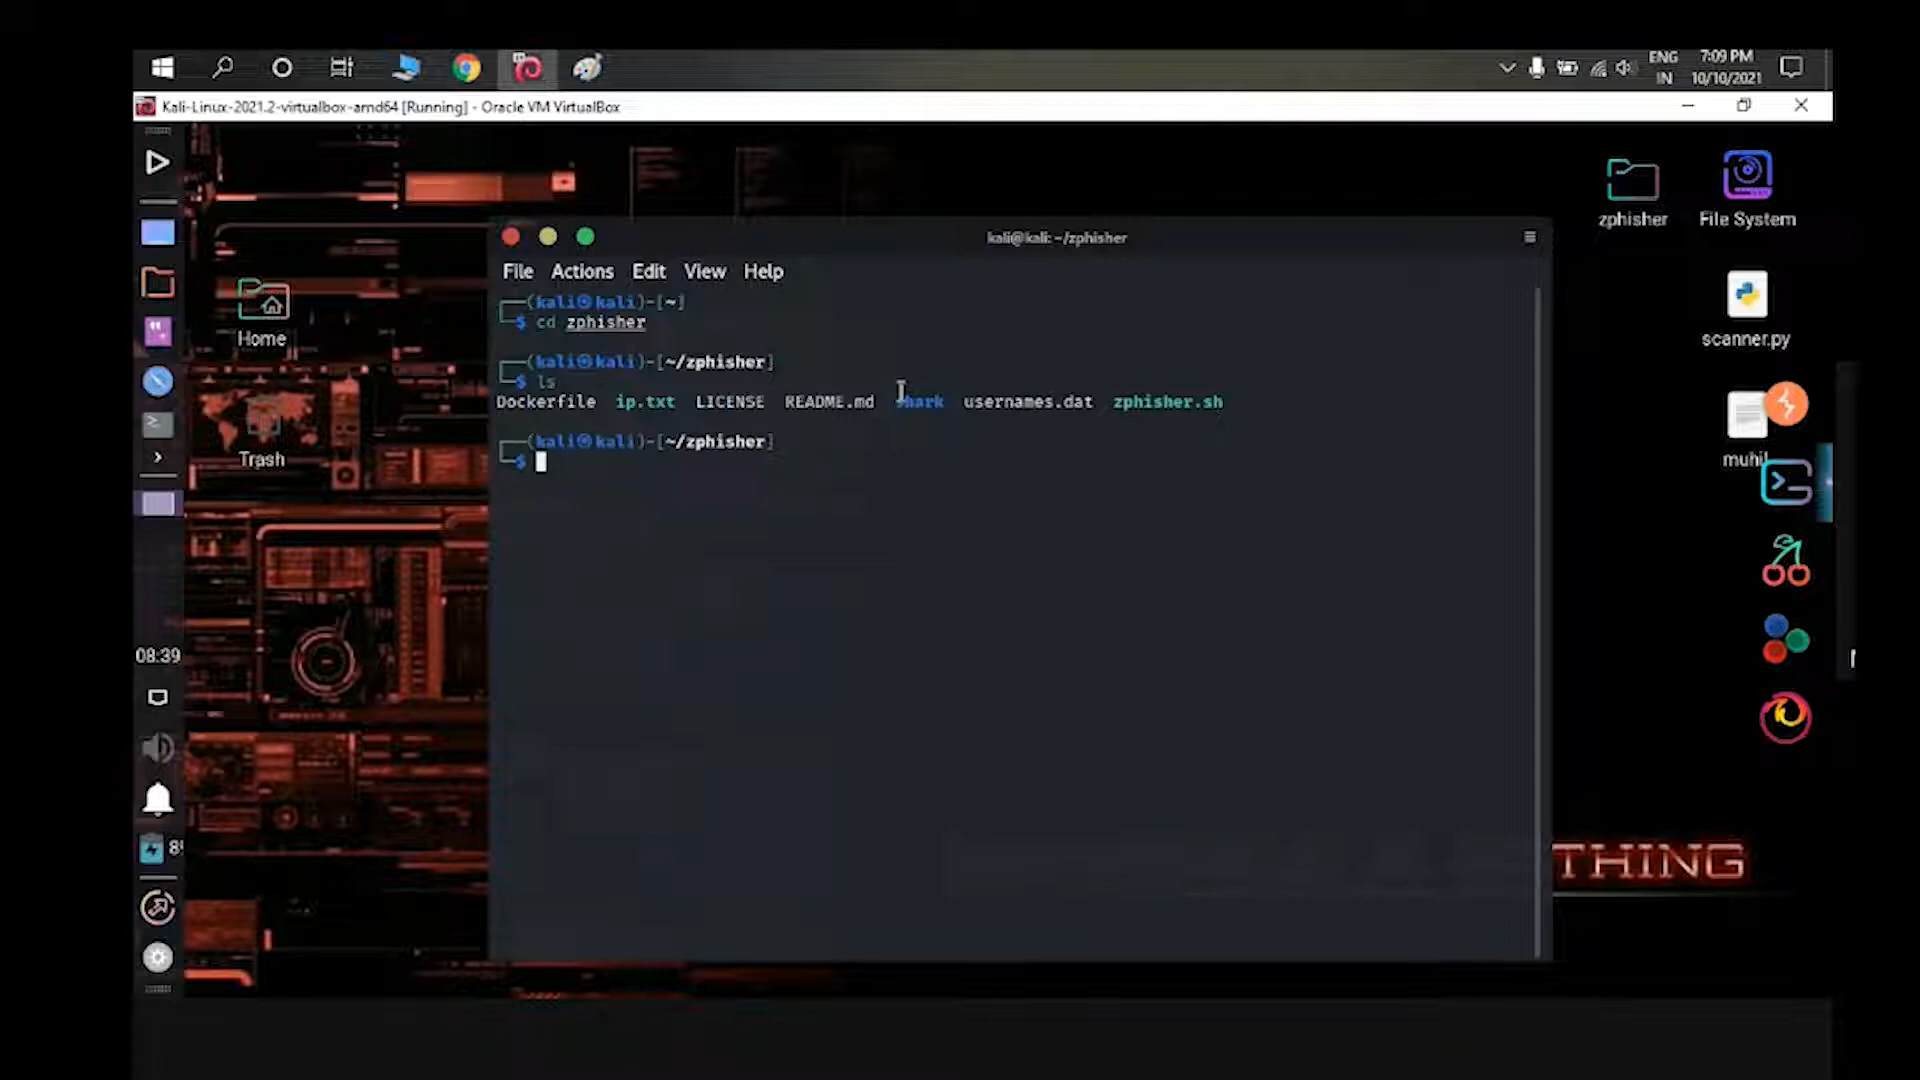 ENG
7:09 PM
IN
10/10/2021
Kali-Linux-2021.2-virtualbox-amd64 [Running] - Oracle VM VirtualBox
zphisher
File System
kali@kali: ~/zphisher
File Actions Edit View Help
┌──(kali㉿kali)-[~]
└─$ cd zphisher
┌──(kali㉿kali)-[~/zphisher]
└─$ ls
Dockerfile ip.txt LICENSE README.md usernames.dat zphisher.sh
┌──(kali㉿kali)-[~/zphisher]
└─$
Home
scanner.py
Trash
muhil
08:39
THING